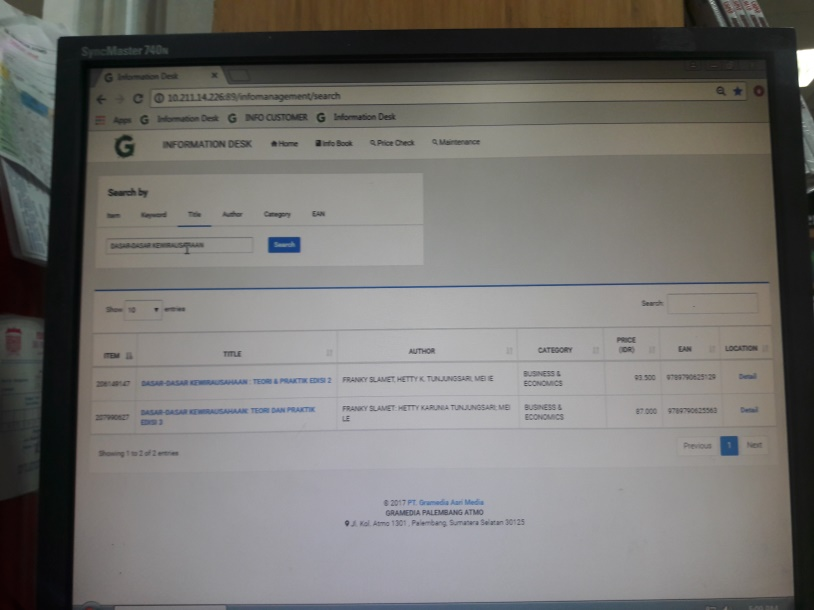 SyncMaster 740N
Information Desk
10.211.14.226:89/infomanagement/search
Apps Information Desk INFO CUSTOMER Information Desk
INFORMATION DESK Home Info Book Price Check Maintenance
Search by
Item Keyword Title Author Category EAN
DASAR-DASAR KEWIRAUSAHAAN Search
Show 10 entries Search:
ITEM TITLE AUTHOR CATEGORY PRICE (IDR) EAN LOCATION
206149147 DASAR-DASAR KEWIRAUSAHAAN : TEORI & PRAKTIK EDISI 2 FRANKY SLAMET, HETTY K. TUNJUNGSARI, MEI IE BUSINESS & ECONOMICS 93.500 9789790625129 Detail
207990627 DASAR-DASAR KEWIRAUSAHAAN: TEORI DAN PRAKTIK EDISI 3 FRANKY SLAMET; HETTY KARUNIA TUNJUNGSARI; MEI LE BUSINESS & ECONOMICS 87.000 9789790625563 Detail
Showing 1 to 2 of 2 entries Previous 1 Next
© 2017 PT. Gramedia Asri Media
GRAMEDIA PALEMBANG ATMO
Jl. Kol. Atmo 1301 , Palembang, Sumatera Selatan 30125